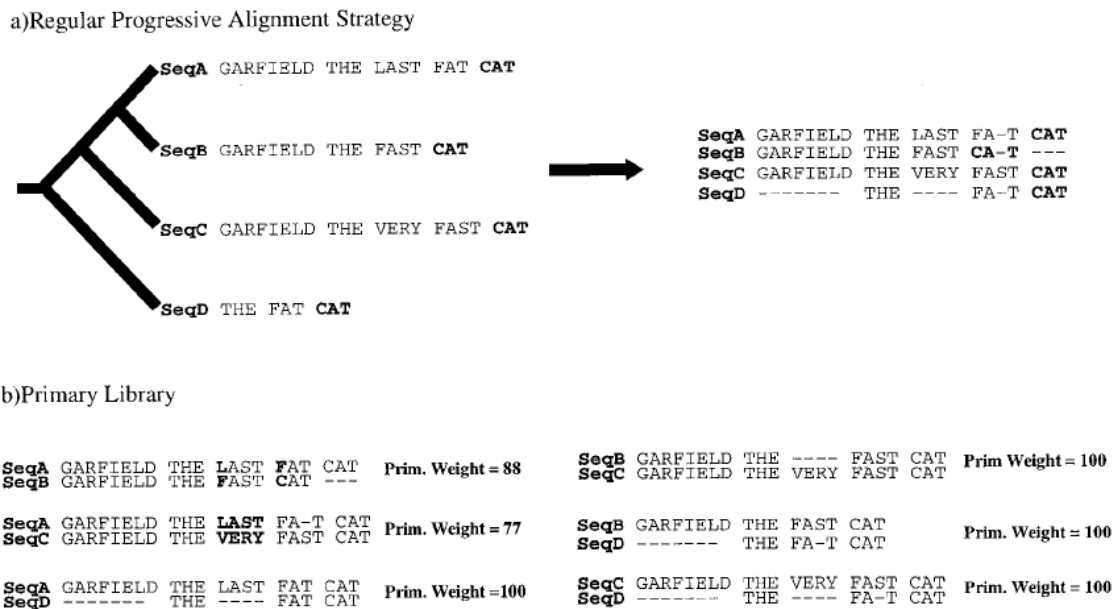 a)Regular Progressive Alignment Strategy
SeqA GARFIELD THE LAST FAT CAT
SeqB GARFIELD THE FAST CAT
SeqC GARFIELD THE VERY FAST CAT
SeqD THE FAT CAT
SeqA GARFIELD THE LAST FA-T CAT
SeqB GARFIELD THE FAST CA-T ---
SeqC GARFIELD THE VERY FAST CAT
SeqD -------- THE ---- FA-T CAT
b)Primary Library
SeqA GARFIELD THE LAST FAT CAT Prim. Weight = 88
SeqB GARFIELD THE FAST CAT ---
SeqA GARFIELD THE LAST FA-T CAT Prim. Weight = 77
SeqC GARFIELD THE VERY FAST CAT
SeqA GARFIELD THE LAST FAT CAT Prim. Weight =100
SeqD -------- THE ---- FAT CAT
SeqB GARFIELD THE ---- FAST CAT Prim Weight = 100
SeqC GARFIELD THE VERY FAST CAT
SeqB GARFIELD THE FAST CAT Prim. Weight = 100
SeqD -------- THE FA-T CAT
SeqC GARFIELD THE VERY FAST CAT Prim. Weight = 100
SeqD -------- THE ---- FA-T CAT